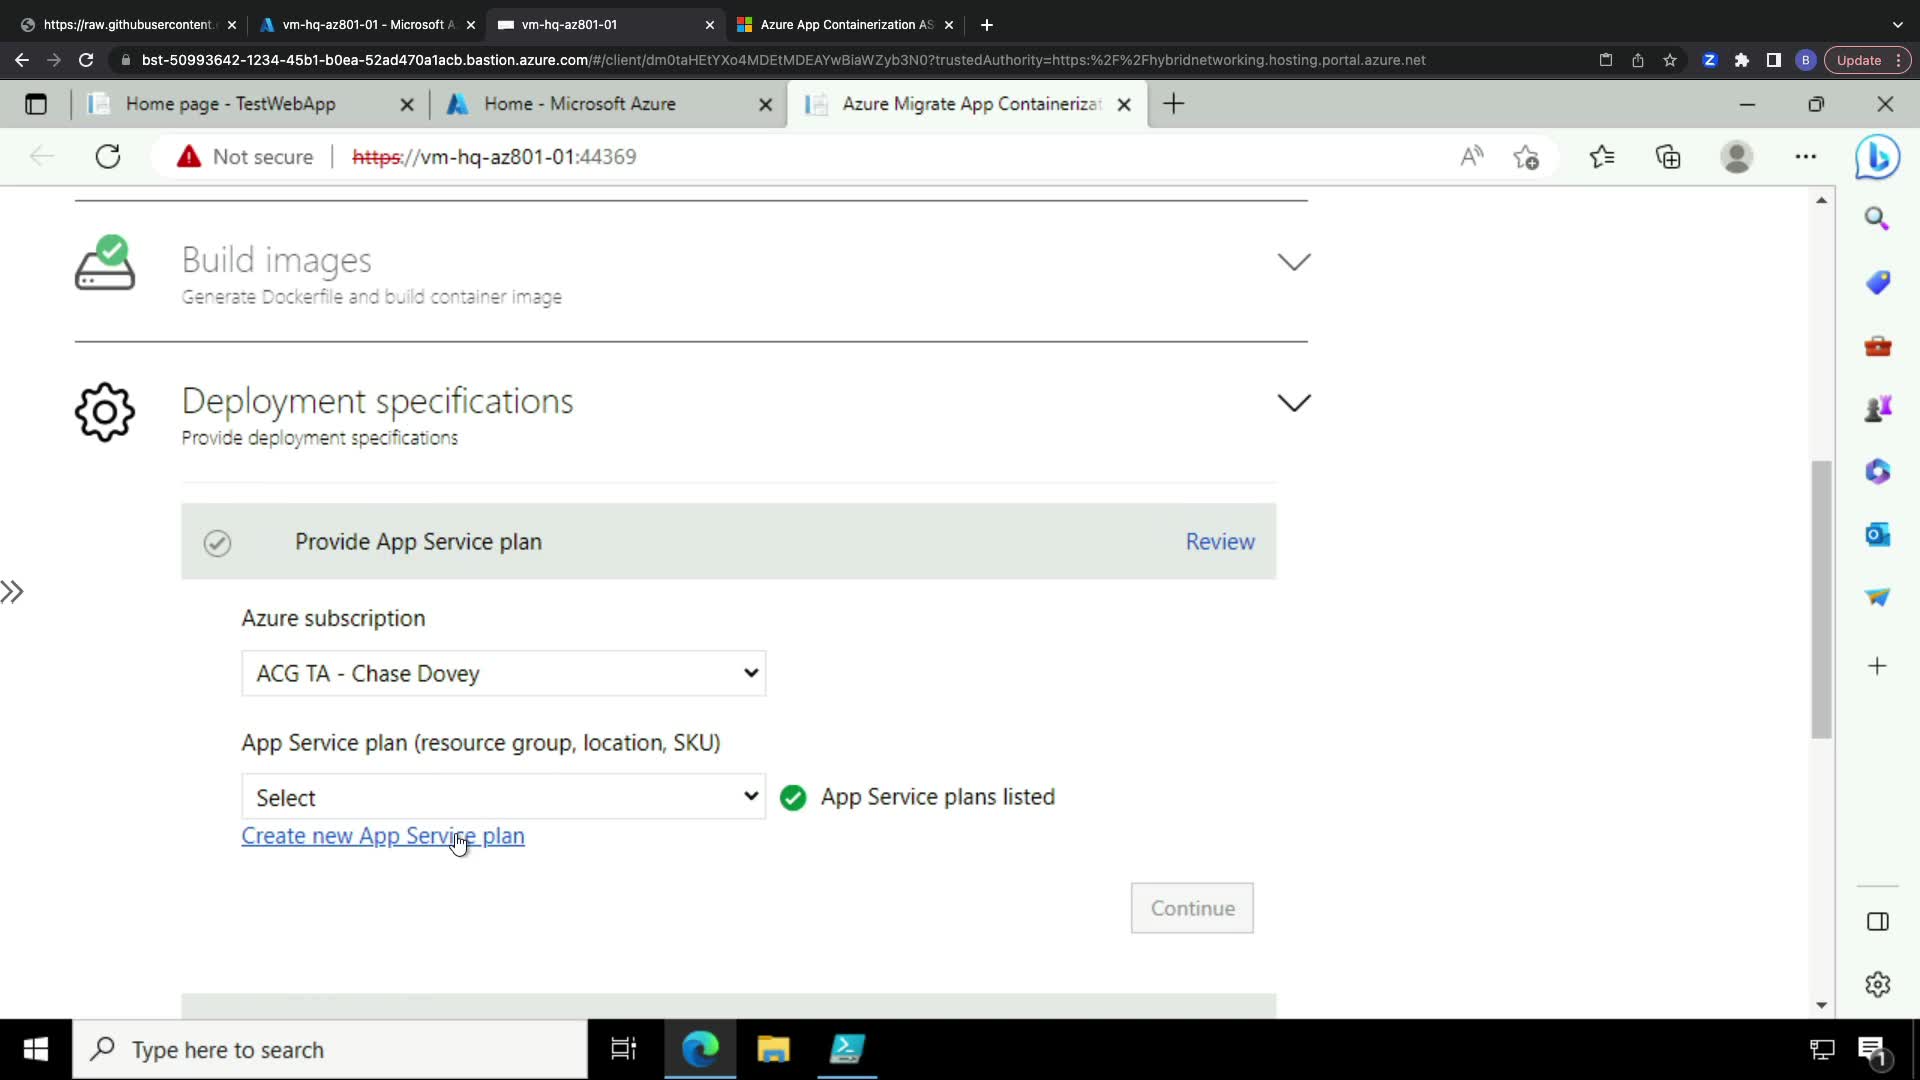 https://raw.githubusercontent.
vm-hq-az801-01 - Microsoft A
vm-hq-az801-01
Azure App Containerization AS
bst-50993642-1234-45b1-b0ea-52ad470a1acb.bastion.azure.com/#/client/dm0taHEtYXo4MDEtMDEAYwBiaWZyb3N0?trustedAuthority=https:%2F%2Fhybridnetworking.hosting.portal.azure.net
B
Update
Home page - TestWebApp
Home - Microsoft Azure
Azure Migrate App Containerizat
Not secure
https://vm-hq-az801-01:44369
Build images
Generate Dockerfile and build container image
Deployment specifications
Provide deployment specifications
Provide App Service plan
Review
Azure subscription
ACG TA - Chase Dovey
App Service plan (resource group, location, SKU)
Select
App Service plans listed
Create new App Service plan
Continue
Type here to search
1